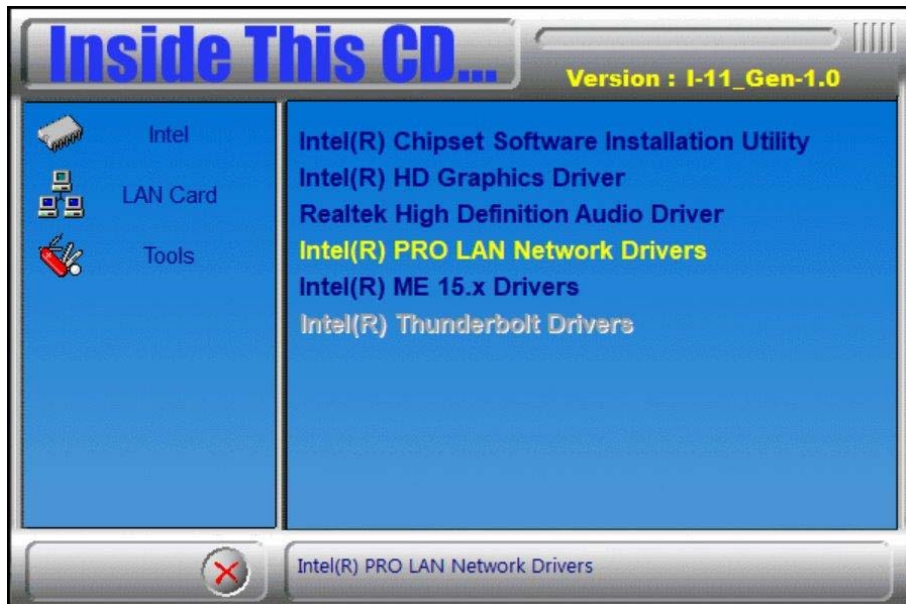 Inside This CD...
Version : I-11_Gen-1.0
Intel
LAN Card
Tools
Intel(R) Chipset Software Installation Utility
Intel(R) HD Graphics Driver
Realtek High Definition Audio Driver
Intel(R) PRO LAN Network Drivers
Intel(R) ME 15.x Drivers
Intel(R) Thunderbolt Drivers
Intel(R) PRO LAN Network Drivers